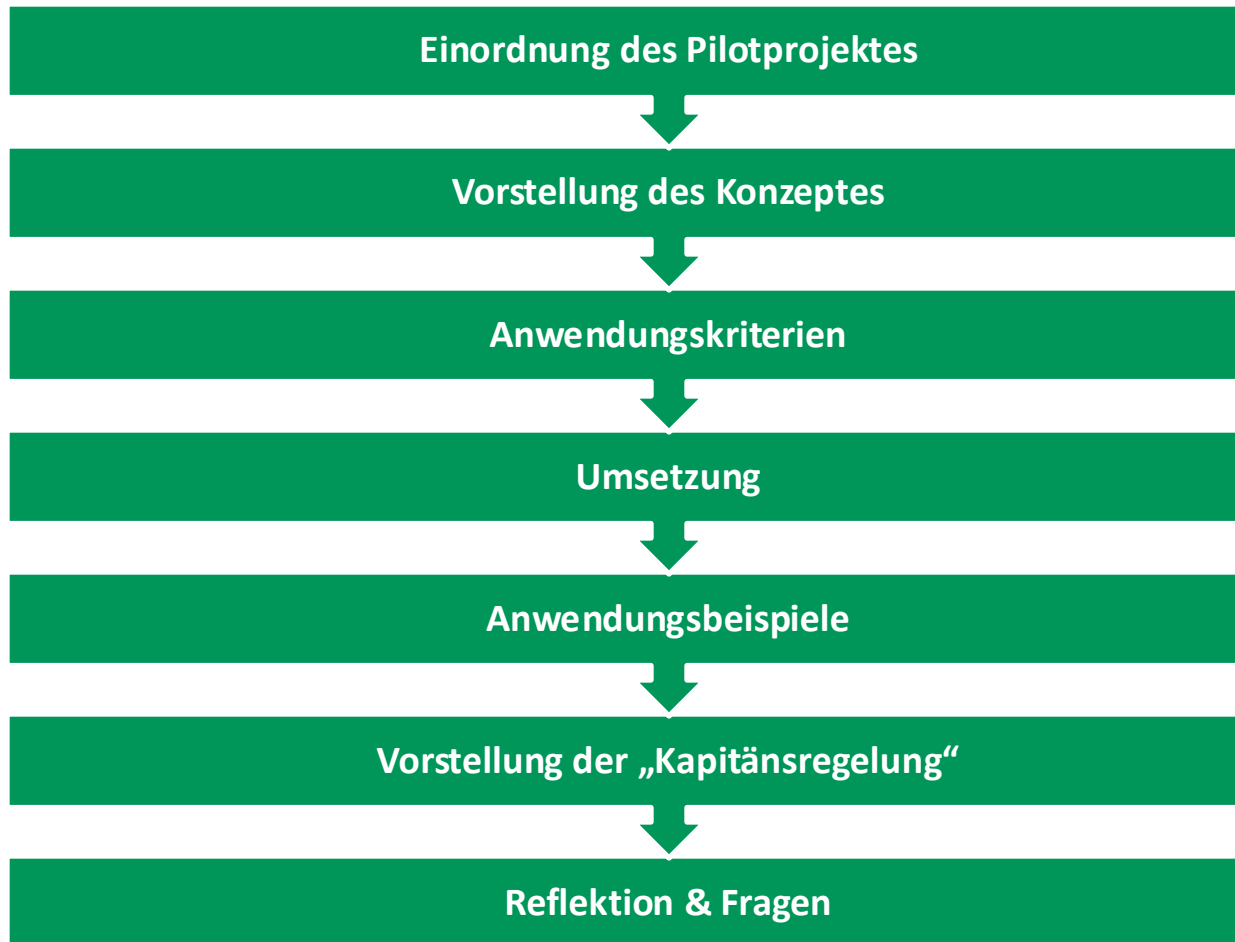 Einordnung des Pilotprojektes
Vorstellung des Konzeptes
Anwendungskriterien
Umsetzung
Anwendungsbeispiele
Vorstellung der „Kapitänsregelung“
Reflektion & Fragen